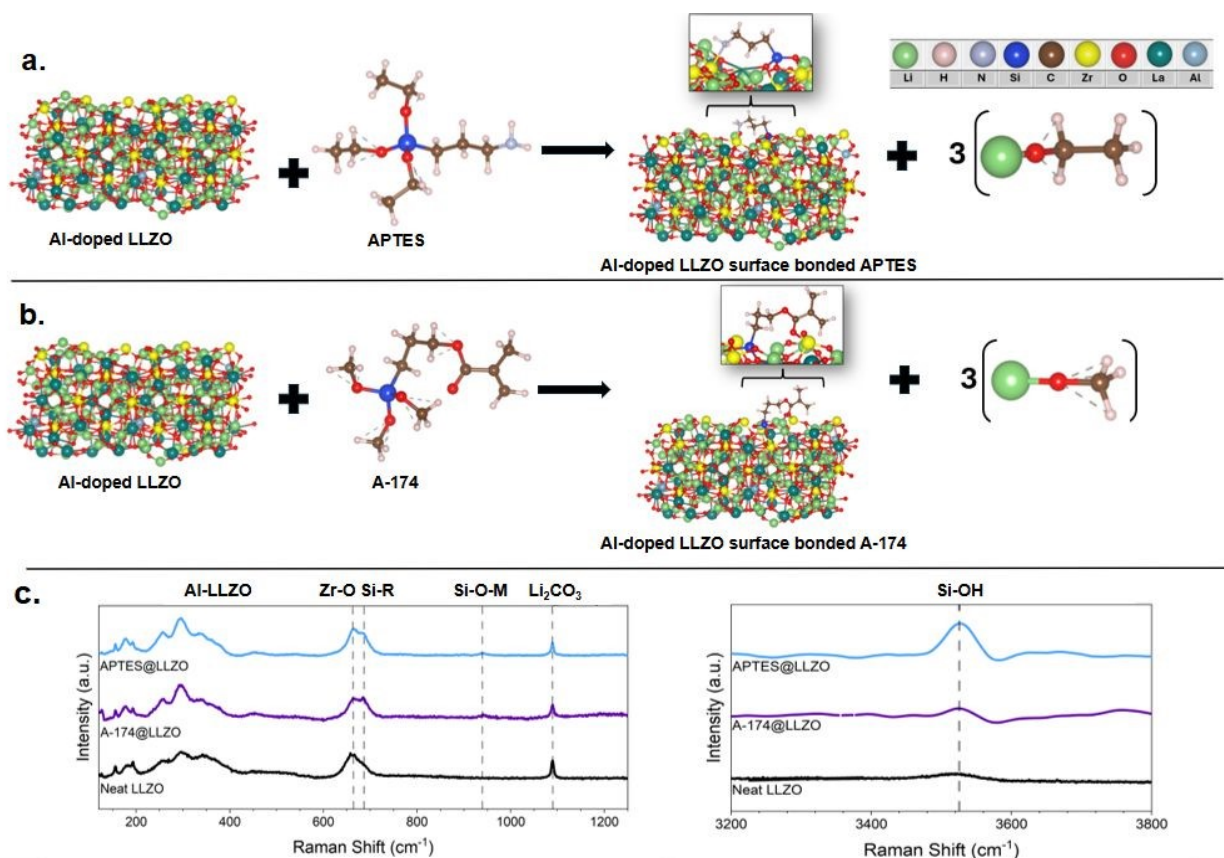 a.
Li H N Si C Zr O La Al
3
Al-doped LLZO
APTES
Al-doped LLZO surface bonded APTES
b.
3
Al-doped LLZO
A-174
Al-doped LLZO surface bonded A-174
c.
Al-LLZO Zr-O Si-R Si-O-M Li₂CO₃
Intensity (a.u.)
APTES@LLZO
A-174@LLZO
Neat LLZO
200 400 600 800 1000 1200
Raman Shift (cm⁻¹)
Si-OH
Intensity (a.u.)
APTES@LLZO
A-174@LLZO
Neat LLZO
3200 3400 3600 3800
Raman Shift (cm⁻¹)